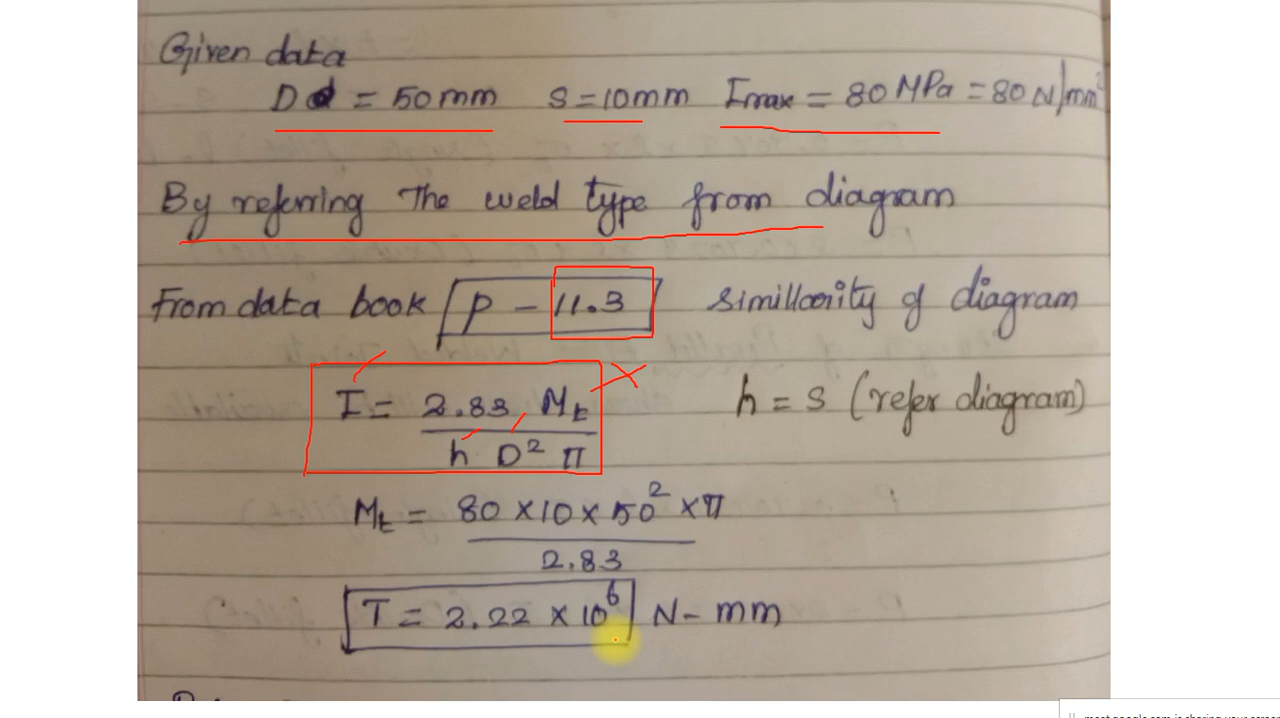 Given data
Dd = 50mm S=10mm τmax = 80 MPa = 80 N/mm²
By referring The weld type from diagram
From data book P - 11.3 simillarity of diagram
τ = 2.83 Mt / h D² π h = S (refer diagram)
Mt = 80 × 10 × 50² × π / 2.83
T = 2.22 × 10⁶ N-mm